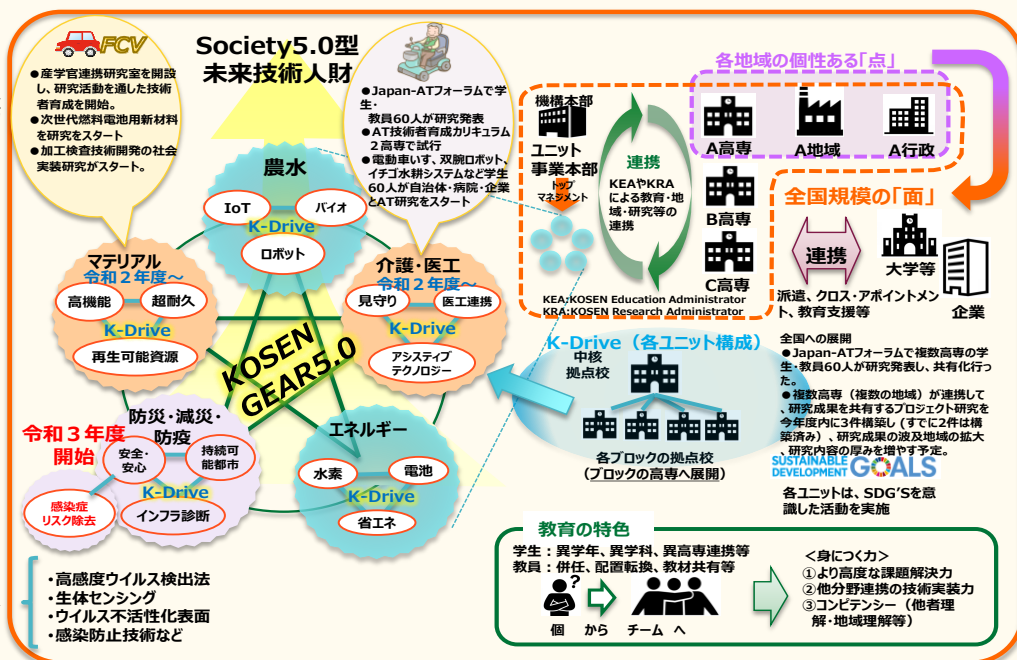 FCV
●産学官連携研究室を開設
し、研究活動を通した技術
者育成を開始。
●次世代燃料電池用新材料
を研究をスタート
●加工検査技術開発の社会
実装研究がスタート。
Society5.0型
未来技術人財
●Japan-ATフォーラムで学
生・
教員60人が研究発表
●AT技術者育成カリキュラム
２高専で試行
●電動車いす、双腕ロボット、
イチゴ水耕システムなど学生
60人が自治体・病院・企業
とAT研究をスタート
農水
IoT
バイオ
K-Drive
ロボット
マテリアル
令和２年度～
高機能
超耐久
K-Drive
再生可能資源
介護・医工
令和２年度～
見守り
医工連携
K-Drive
アシスティブ
テクノロジー
KOSEN
GEAR5.0
防災・減災・
防疫
令和３年度
開始
安全・
安心
持続可
能都市
K-Drive
感染症
リスク除去
インフラ診断
エネルギー
水素
電池
K-Drive
省エネ
・高感度ウイルス検出法
・生体センシング
・ウイルス不活性化表面
・感染防止技術など
各地域の個性ある「点」
機構本部
ユニット
事業本部
トップ
マネジメント
連携
KEAやKRA
による教育・地
域・研究等の
連携
A高専
A地域
A行政
B高専
C高専
KEA:KOSEN Education Administrator
KRA:KOSEN Research Administrator
全国規模の「面」
連携
大学等
企業
派遣、クロス・アポイントメン
ト、教育支援等
K-Drive（各ユニット構成）
中核
拠点校
各ブロックの拠点校
(ブロックの高専へ展開)
全国への展開
●Japan-ATフォーラムで複数高専の学
生・教員60人が研究発表し、共有化行っ
た。
●複数高専（複数の地域）が連携して
、研究成果を共有するプロジェクト研究を
今年度内に3件構築し (すでに2件は構
築済み）、研究成果の波及地域の拡大
、研究内容の厚みを増やす予定。
SUSTAINABLE
DEVELOPMENT GOALS
各ユニットは、SDG'Sを意
識した活動を実施
教育の特色
学生：異学年、異学科、異高専連携等
教員：併任、配置転換、教材共有等
?
個 から チーム へ
＜身につく力＞
①より高度な課題解決力
②他分野連携の技術実装力
③コンピテンシー（他者理
解・地域理解等）